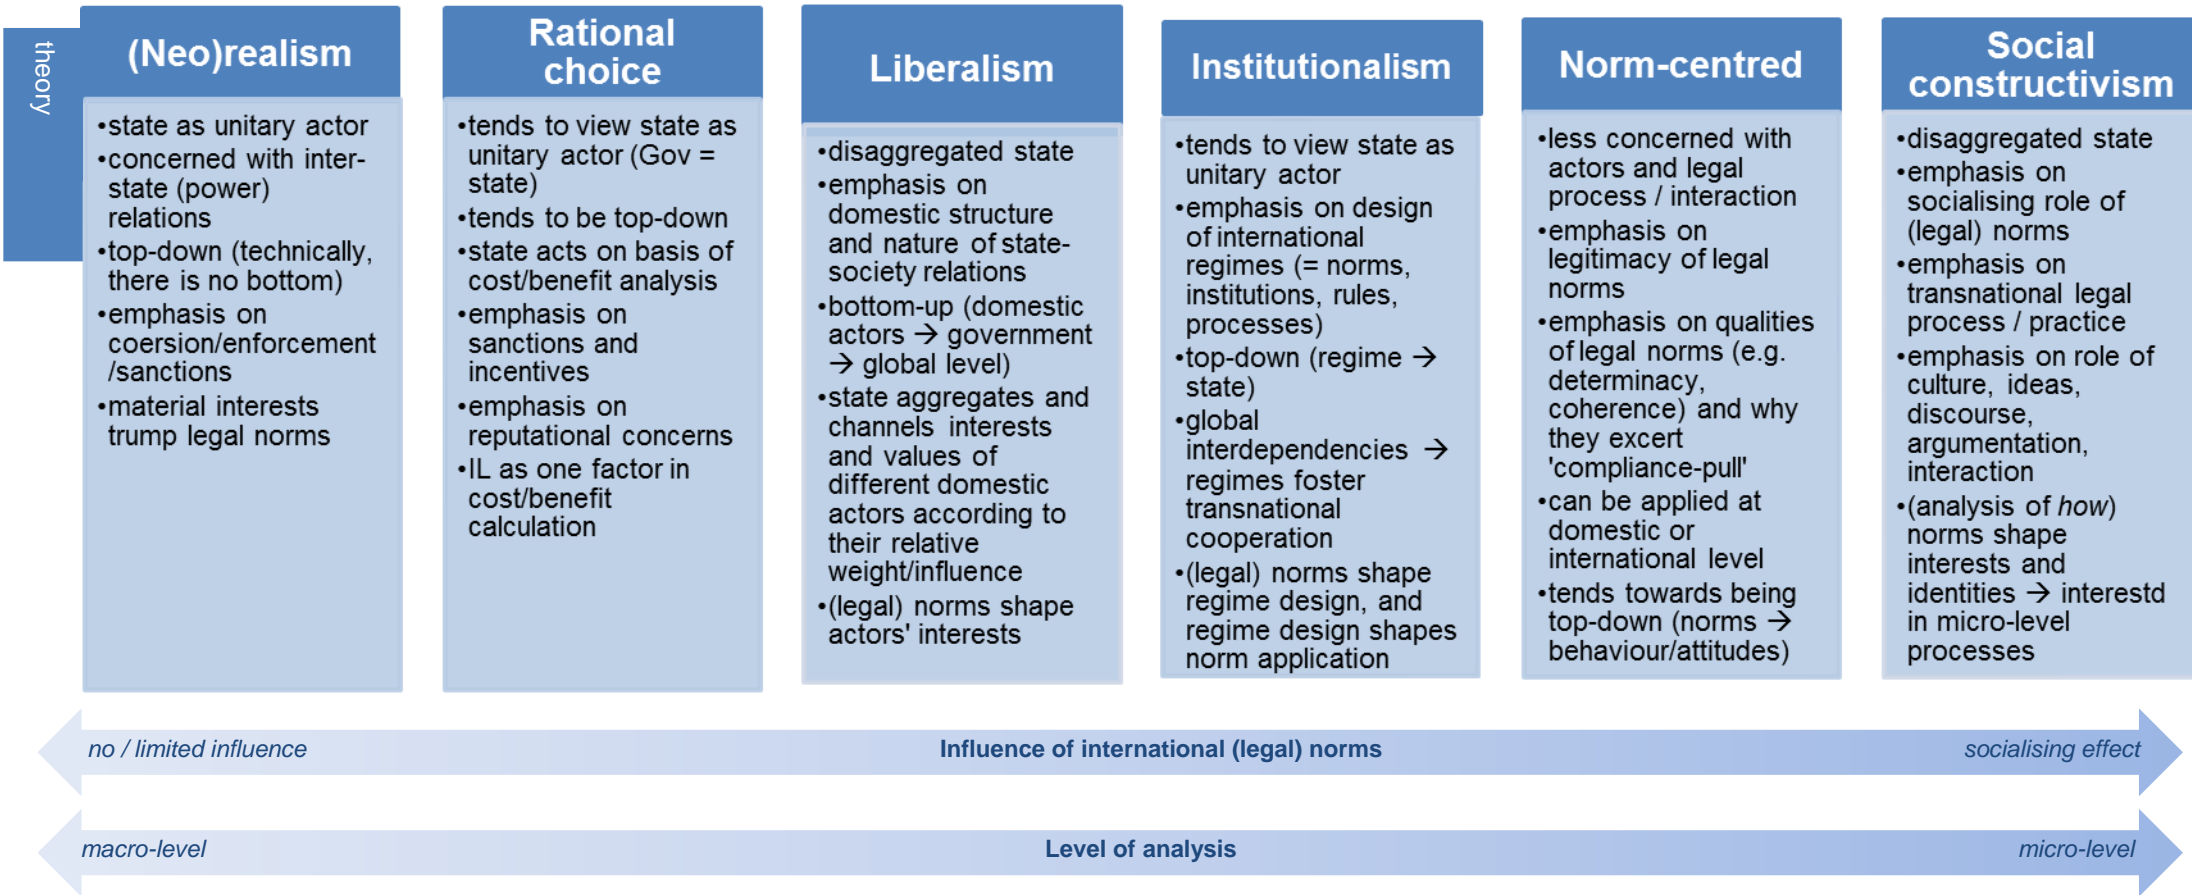 theory
(Neo)realism
•state as unitary actor
•concerned with inter-
state (power)
relations
•top-down (technically,
there is no bottom)
•emphasis on
coersion/enforcement
/sanctions
•material interests
trump legal norms
Rational
choice
•tends to view state as
unitary actor (Gov =
state)
•tends to be top-down
•state acts on basis of
cost/benefit analysis
•emphasis on
sanctions and
incentives
•emphasis on
reputational concerns
•IL as one factor in
cost/benefit
calculation
Liberalism
•disaggregated state
•emphasis on
domestic structure
and nature of state-
society relations
•bottom-up (domestic
actors → government
→ global level)
•state aggregates and
channels interests
and values of
different domestic
actors according to
their relative
weight/influence
•(legal) norms shape
actors' interests
Institutionalism
•tends to view state as
unitary actor
•emphasis on design
of international
regimes (= norms,
institutions, rules,
processes)
•top-down (regime →
state)
•global
interdependencies →
regimes foster
transnational
cooperation
•(legal) norms shape
regime design, and
regime design shapes
norm application
Norm-centred
•less concerned with
actors and legal
process / interaction
•emphasis on
legitimacy of legal
norms
•emphasis on qualities
of legal norms (e.g.
determinacy,
coherence) and why
they excert
'compliance-pull'
•can be applied at
domestic or
international level
•tends towards being
top-down (norms →
behaviour/attitudes)
Social
constructivism
•disaggregated state
•emphasis on
socialising role of
(legal) norms
•emphasis on
transnational legal
process / practice
•emphasis on role of
culture, ideas,
discourse,
argumentation,
interaction
•(analysis of how)
norms shape
interests and
identities → interestd
in micro-level
processes
no / limited influence Influence of international (legal) norms socialising effect
macro-level Level of analysis micro-level